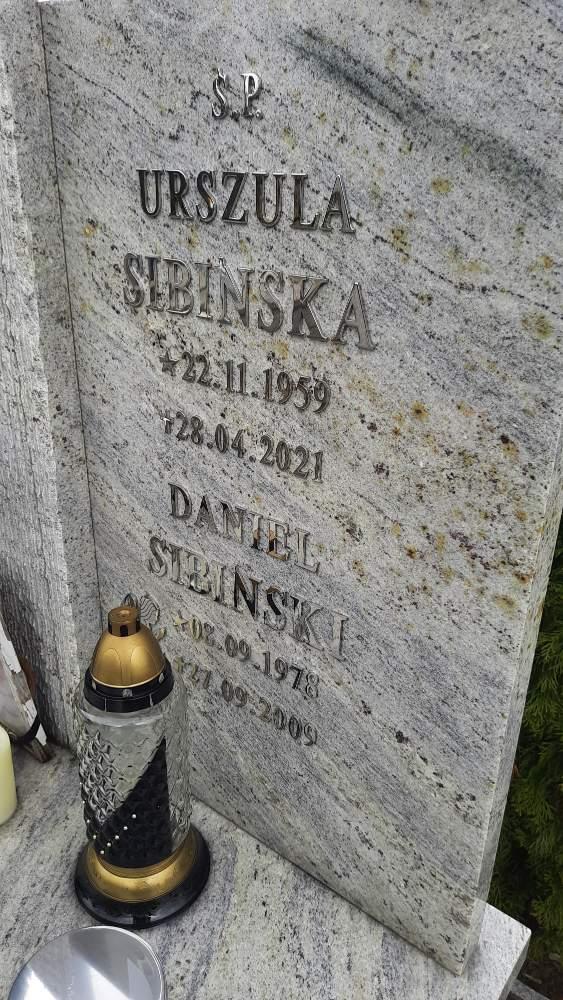 Ś.P.
URSZULA
SIBIŃSKA
★22.11.1959
†28.04.2021
DANIEL
SIBIŃSKI
★08.09.1978
†27.09.2009